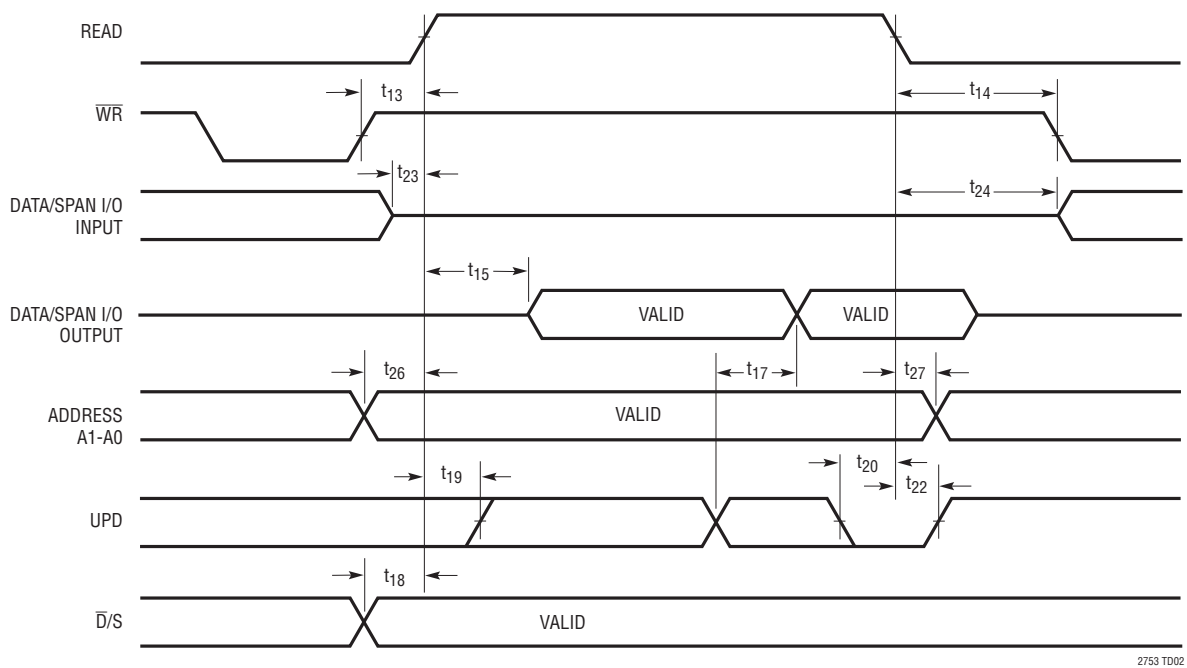 READ
t13
t14
W̅R̅
t23
DATA/SPAN I/O
INPUT
t24
t15
DATA/SPAN I/O
OUTPUT
VALID
VALID
t26
t17
t27
ADDRESS
A1-A0
VALID
t19
t20
t22
UPD
t18
D̅/S
VALID
2753 TD02